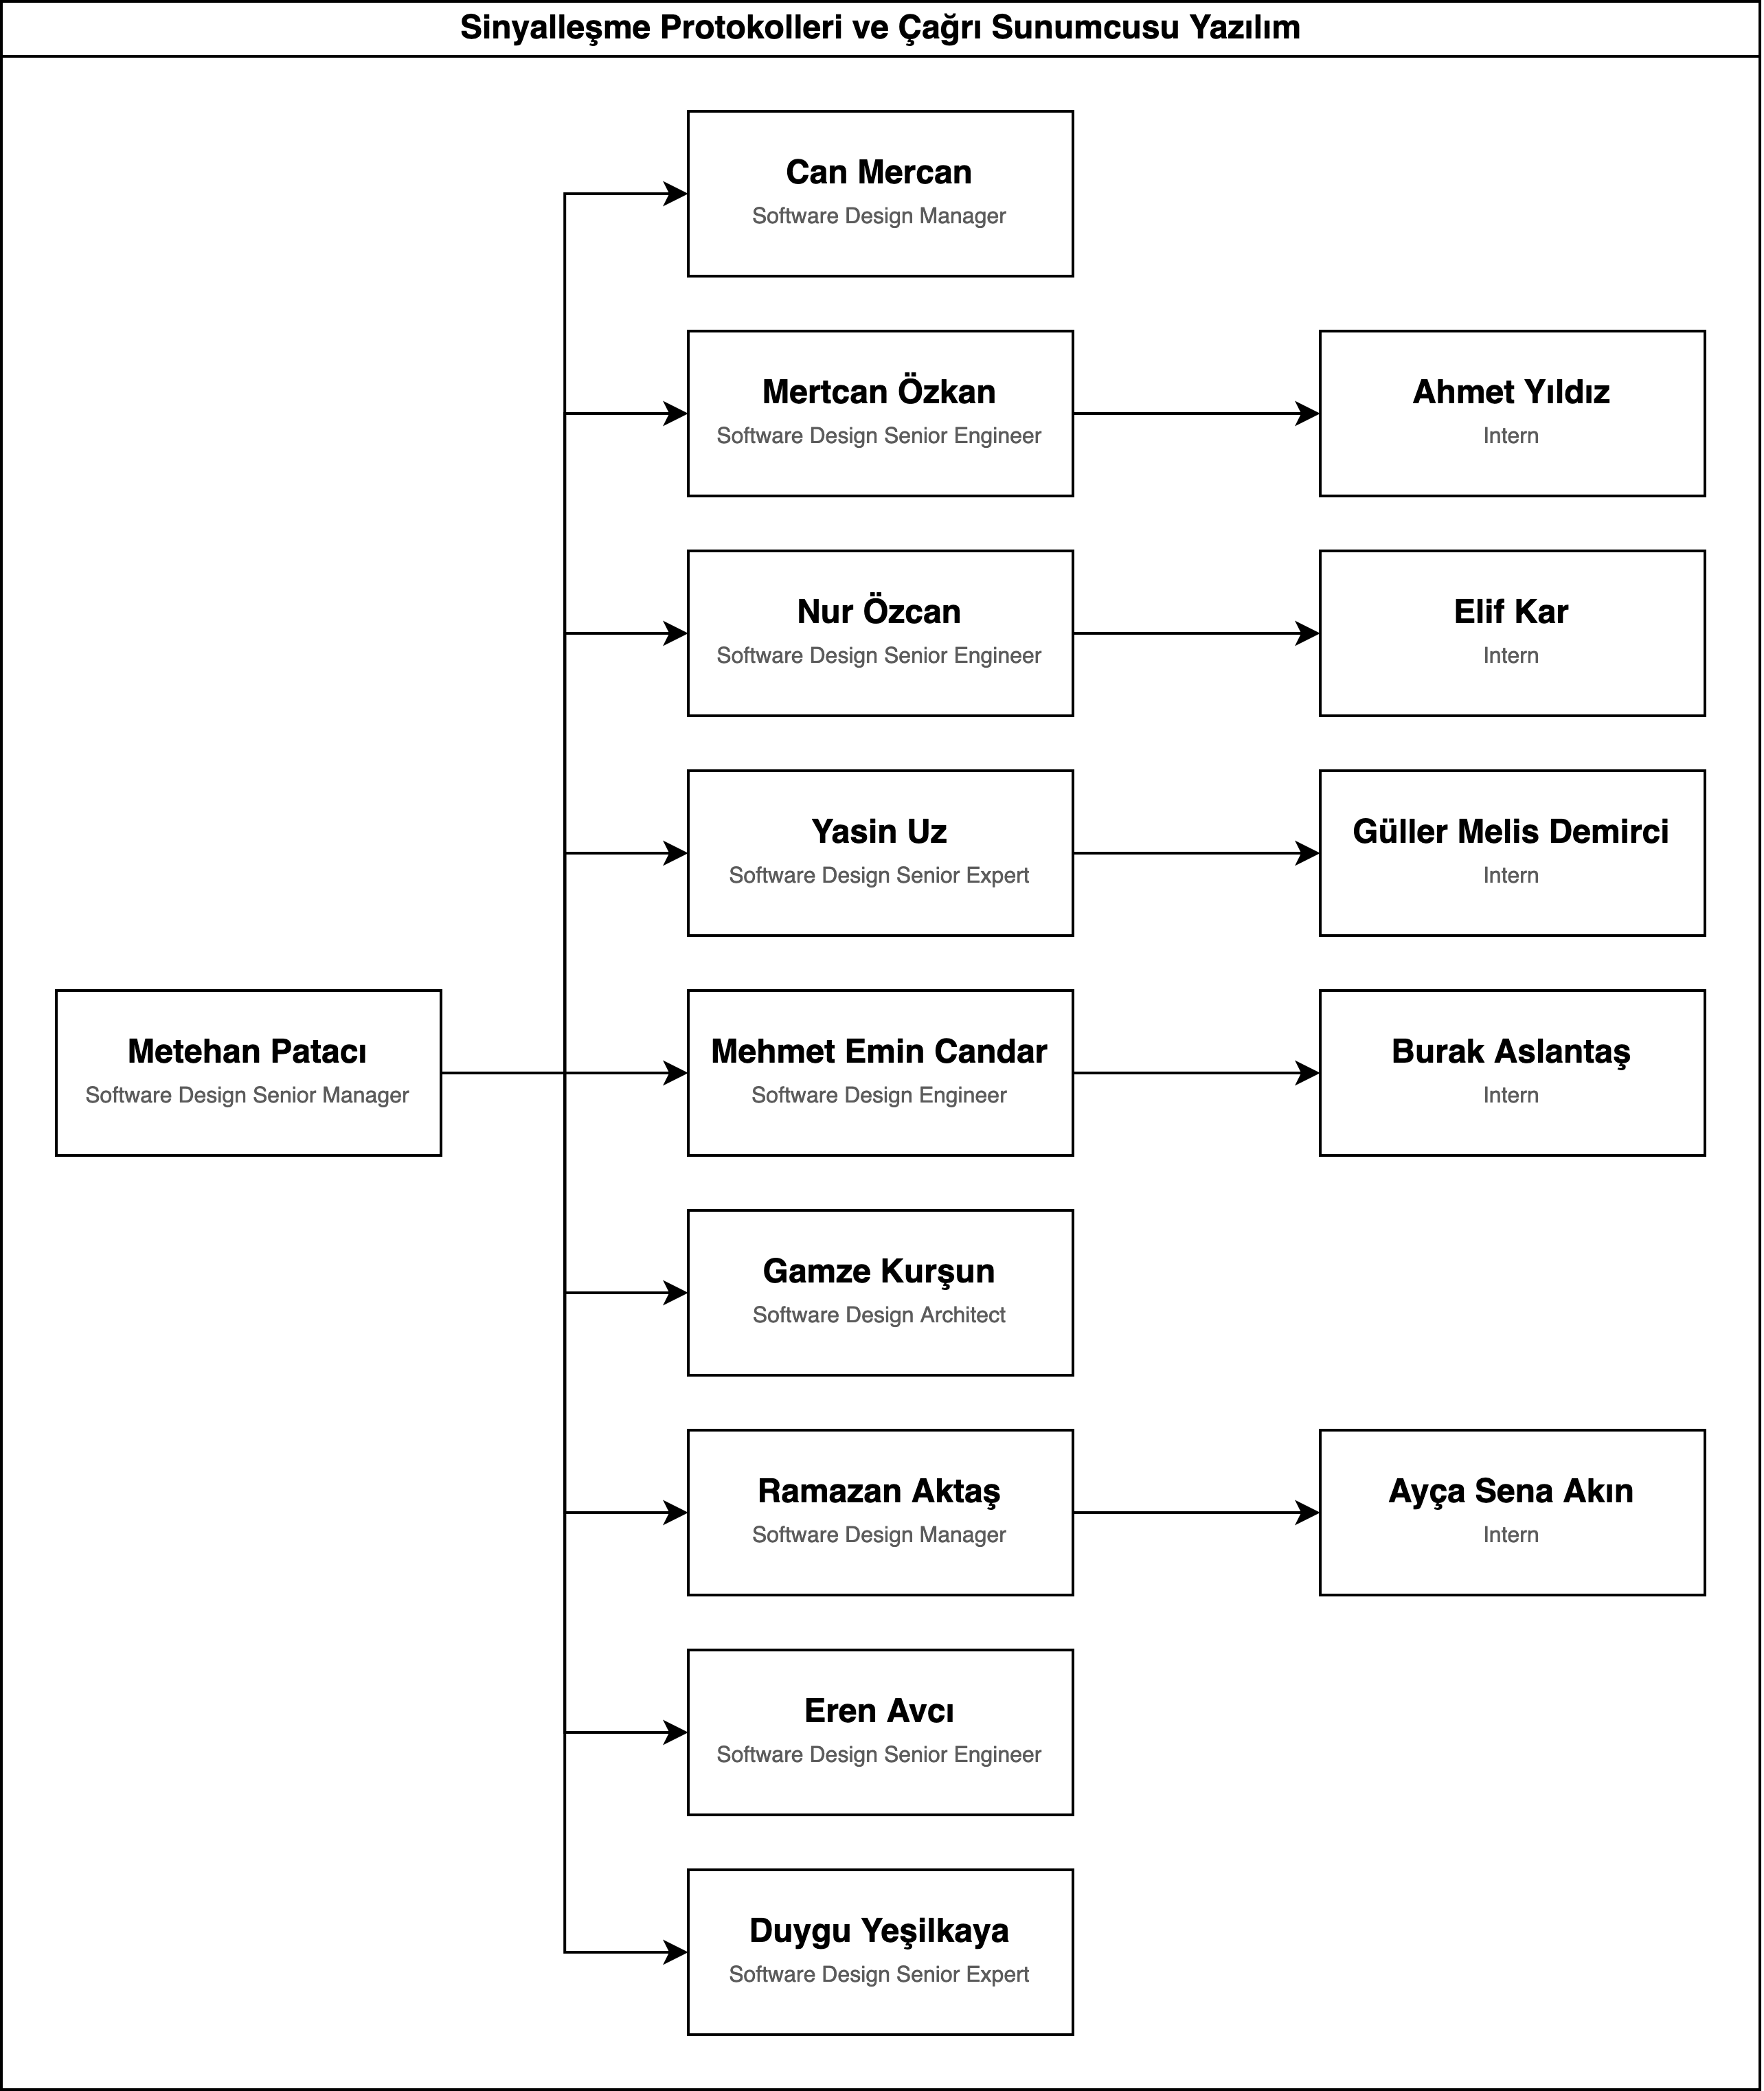 Sinyalleşme Protokolleri ve Çağrı Sunumcusu Yazılım
Can Mercan
Software Design Manager
Mertcan Özkan
Software Design Senior Engineer
Ahmet Yıldız
Intern
Nur Özcan
Software Design Senior Engineer
Elif Kar
Intern
Yasin Uz
Software Design Senior Expert
Güller Melis Demirci
Intern
Metehan Patacı
Software Design Senior Manager
Mehmet Emin Candar
Software Design Engineer
Burak Aslantaş
Intern
Gamze Kurşun
Software Design Architect
Ramazan Aktaş
Software Design Manager
Ayça Sena Akın
Intern
Eren Avcı
Software Design Senior Engineer
Duygu Yeşilkaya
Software Design Senior Expert